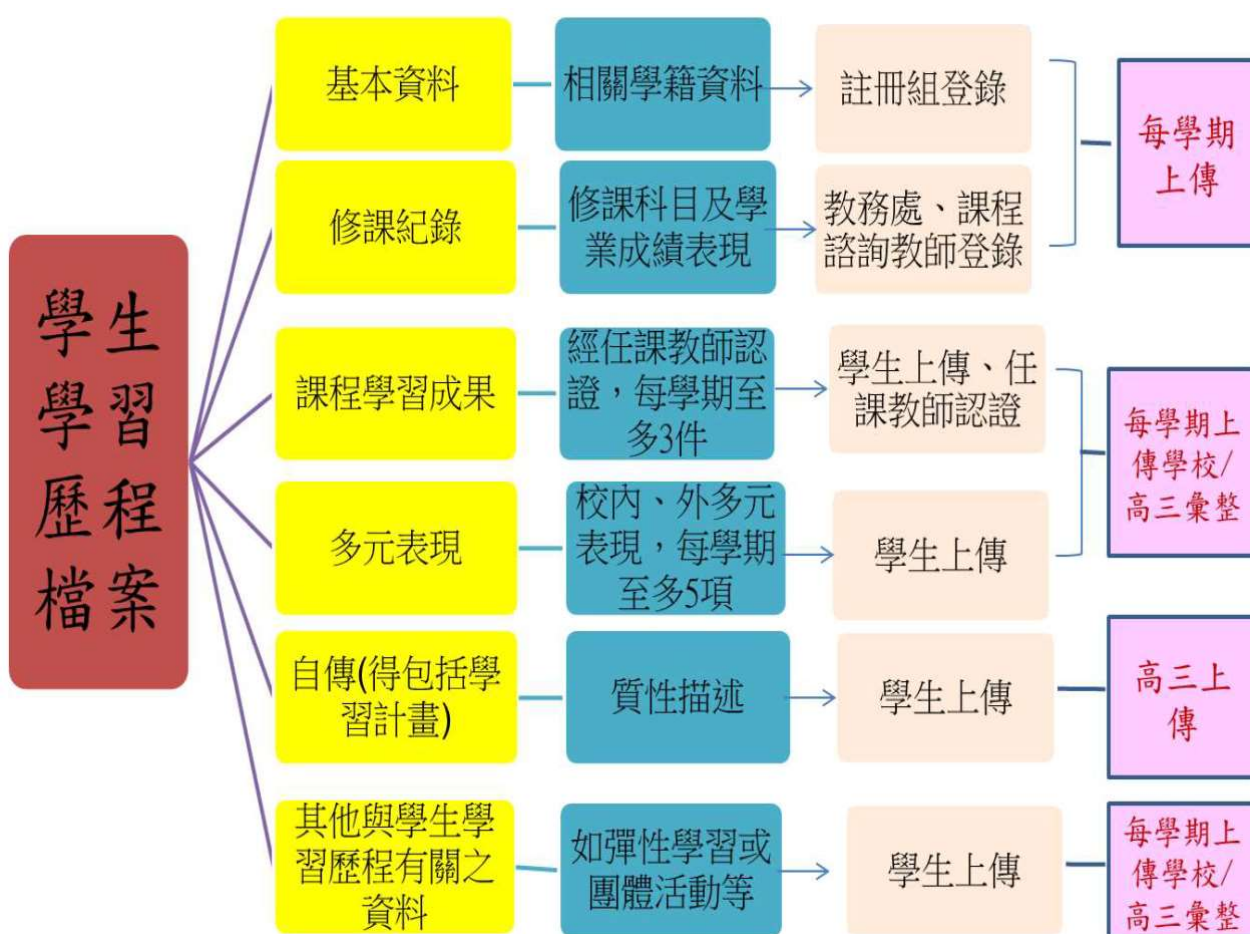 學生
學習
歷程
檔案
基本資料
相關學籍資料
註冊組登錄
修課紀錄
修課科目及學
業成績表現
教務處、課程
諮詢教師登錄
每學期
上傳
課程學習成果
經任課教師認
證，每學期至
多3件
學生上傳、任
課教師認證
多元表現
校內、外多元
表現，每學期
至多5項
學生上傳
每學期上
傳學校/
高三彙整
自傳(得包括學
習計畫)
質性描述
學生上傳
高三上
傳
其他與學生學
習歷程有關之
資料
如彈性學習或
團體活動等
學生上傳
每學期上
傳學校/
高三彙整